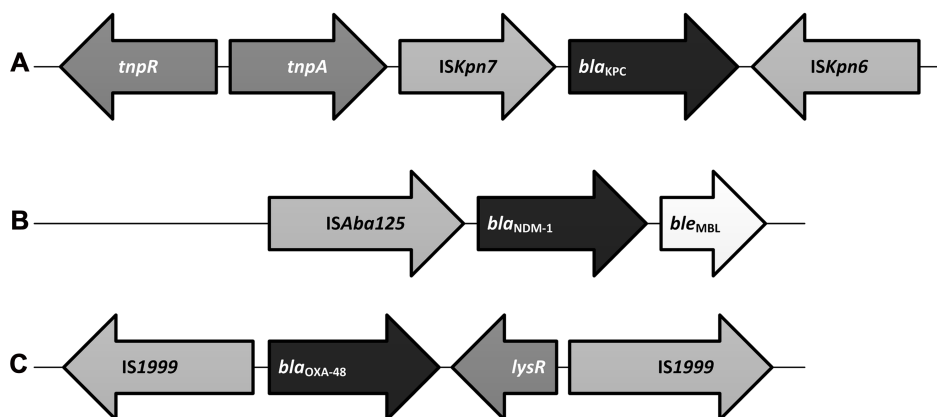 A tnpR tnpA ISKpn7 blaKPC ISKpn6
B ISAba125 blaNDM-1 bleMBL
C IS1999 blaOXA-48 lysR IS1999